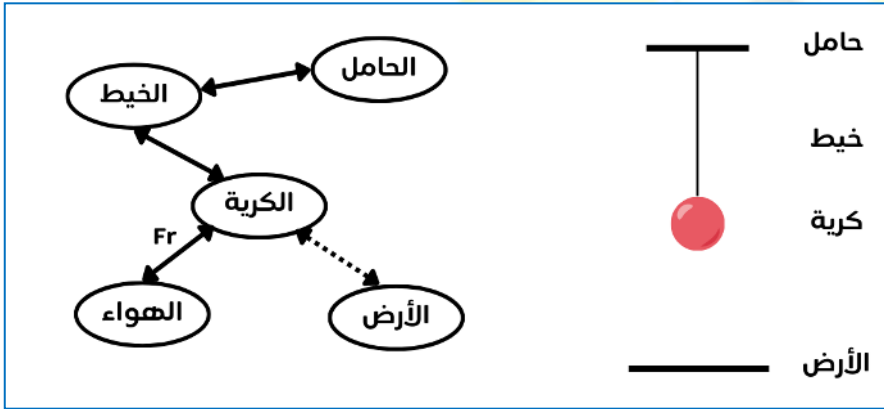 حامل
الحامل
الخيط
خيط
الكرية
كرية
Fr
الهواء
الأرض
الأرض